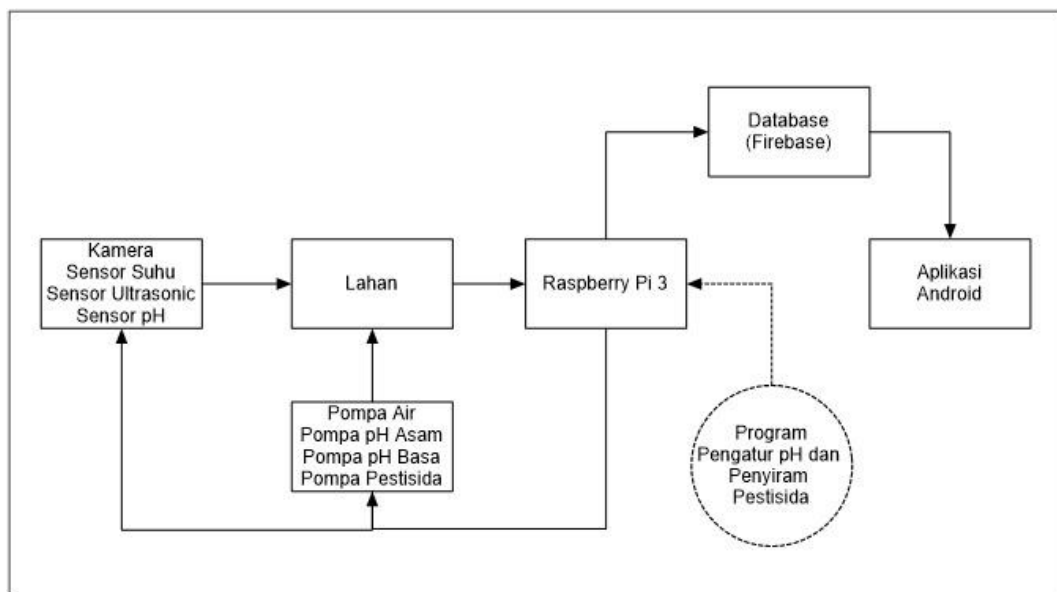 Database
(Firebase)
Kamera
Sensor Suhu
Sensor Ultrasonic
Sensor pH
Lahan
Raspberry Pi 3
Aplikasi
Android
Pompa Air
Pompa pH Asam
Pompa pH Basa
Pompa Pestisida
Program
Pengatur pH dan
Penyiram
Pestisida